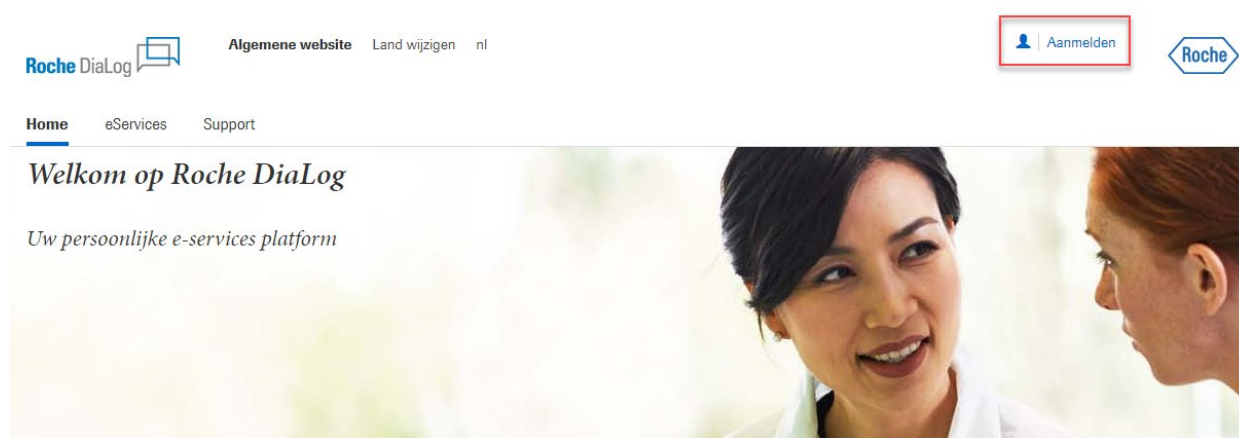 Roche DiaLog
Algemene website Land wijzigen nl
Aanmelden
Roche
Home eServices Support
Welkom op Roche DiaLog
Uw persoonlijke e-services platform